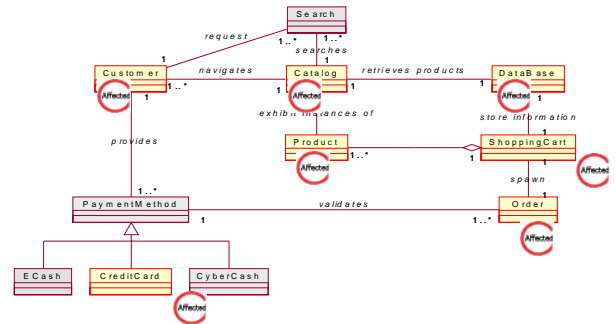 Search
request
1..*
1..*
searches
1
1
Customer
navigates
Catalog
retrieves products
DataBase
1..*
1
1
1
1
1
Affected
Affected
Affected
exhibit instances of
store information
provides
Product
1
ShoppingCart
1..*
1
1
Affected
Affected
spawn
1..*
1
PaymentMethod
validates
Order
1
1..*
Affected
ECash
CreditCard
CyberCash
Affected